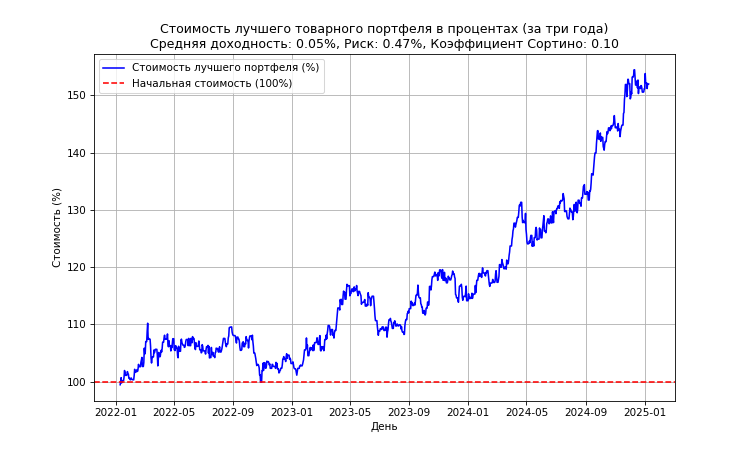 Стоимость лучшего товарного портфеля в процентах (за три года)
Средняя доходность: 0.05%, Риск: 0.47%, Коэффициент Сортино: 0.10
Стоимость лучшего портфеля (%)
Начальная стоимость (100%)
Стоимость (%)
150
140
130
120
110
100
2022-01 2022-05 2022-09 2023-01 2023-05 2023-09 2024-01 2024-05 2024-09 2025-01
День